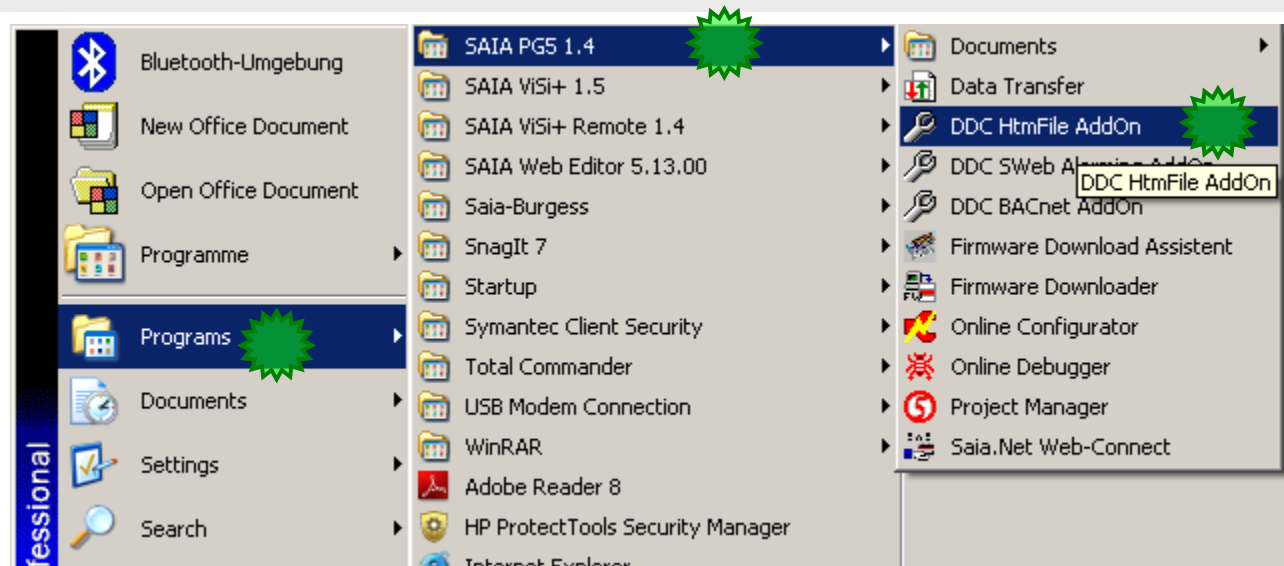 Bluetooth-Umgebung
New Office Document
Open Office Document
Programme
Programs
Documents
Settings
Search
fessional
SAIA PG5 1.4
SAIA ViSi+ 1.5
SAIA ViSi+ Remote 1.4
SAIA Web Editor 5.13.00
Saia-Burgess
SnagIt 7
Startup
Symantec Client Security
Total Commander
USB Modem Connection
WinRAR
Adobe Reader 8
HP ProtectTools Security Manager
Internet Explorer
Documents
Data Transfer
DDC HtmFile AddOn
DDC SWeb Alarming AddOn
DDC HtmFile AddOn
DDC BACnet AddOn
Firmware Download Assistent
Firmware Downloader
Online Configurator
Online Debugger
Project Manager
Saia.Net Web-Connect